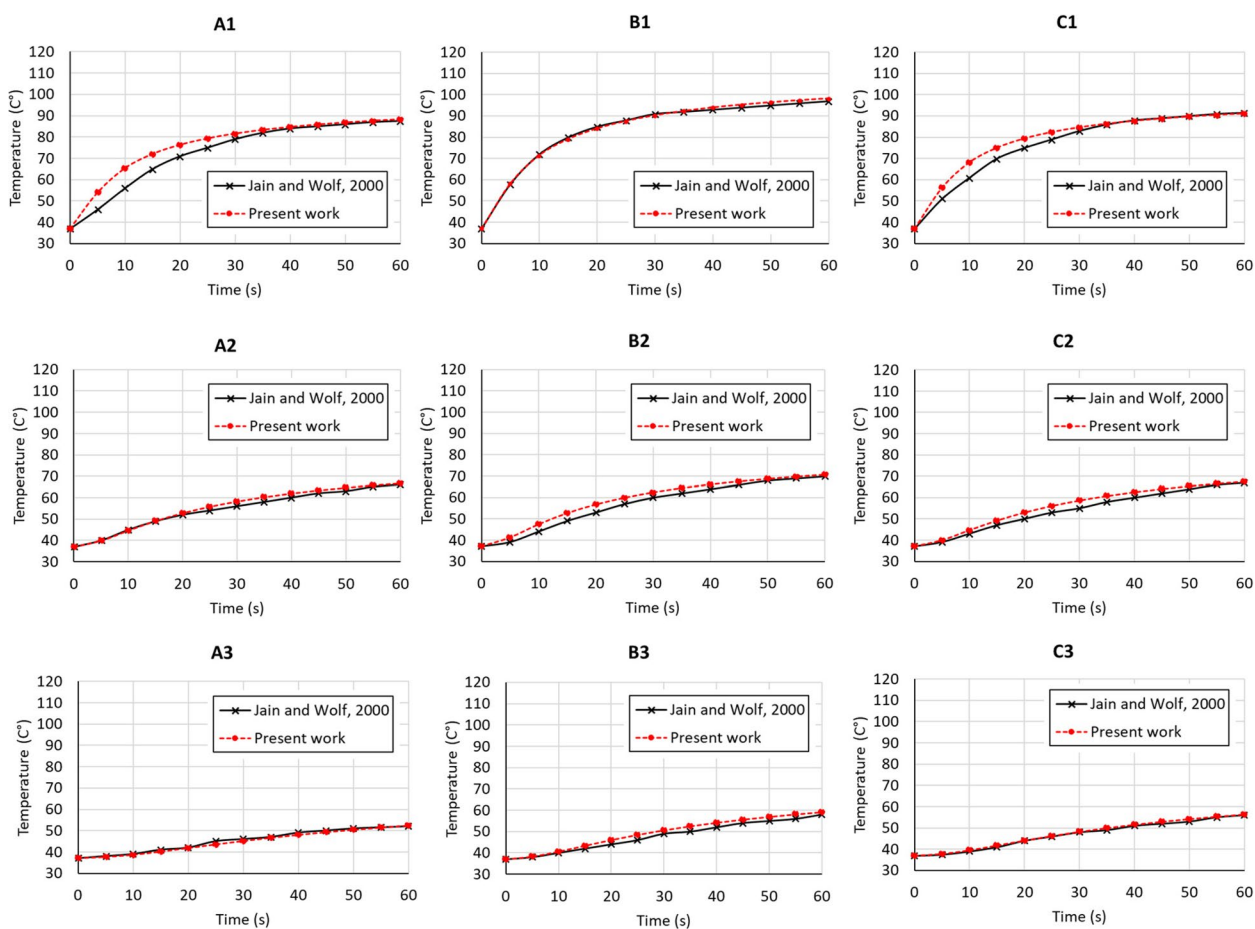 A1
B1
C1
120
110
100
90
80
70
60
50
40
30
Temperature (C°)
Jain and Wolf, 2000
Present work
0 10 20 30 40 50 60
Time (s)
120
110
100
90
80
70
60
50
40
30
Temperature (C°)
Jain and Wolf, 2000
Present work
0 10 20 30 40 50 60
Time (s)
120
110
100
90
80
70
60
50
40
30
Temperature (C°)
Jain and Wolf, 2000
Present work
0 10 20 30 40 50 60
Time (s)
A2
B2
C2
120
110
100
90
80
70
60
50
40
30
Temperature (C°)
Jain and Wolf, 2000
Present work
0 10 20 30 40 50 60
Time (s)
120
110
100
90
80
70
60
50
40
30
Temperature (C°)
Jain and Wolf, 2000
Present work
0 10 20 30 40 50 60
Time (s)
120
110
100
90
80
70
60
50
40
30
Temperature (C°)
Jain and Wolf, 2000
Present work
0 10 20 30 40 50 60
Time (s)
A3
B3
C3
120
110
100
90
80
70
60
50
40
30
Temperature (C°)
Jain and Wolf, 2000
Present work
0 10 20 30 40 50 60
Time (s)
120
110
100
90
80
70
60
50
40
30
Temperature (C°)
Jain and Wolf, 2000
Present work
0 10 20 30 40 50 60
Time (s)
120
110
100
90
80
70
60
50
40
30
Temperature (C°)
Jain and Wolf, 2000
Present work
0 10 20 30 40 50 60
Time (s)